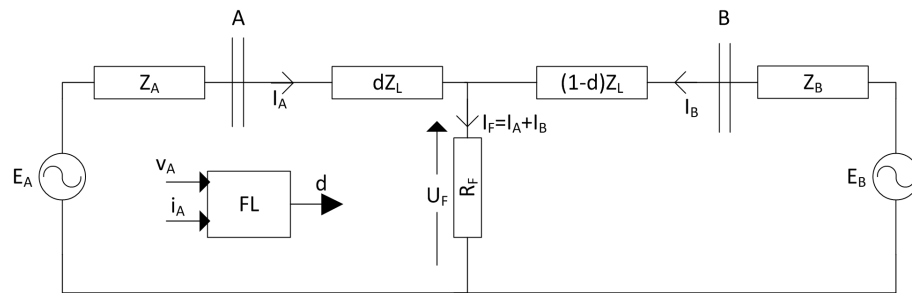 A
B
Z_A
dZ_L
(1-d)Z_L
Z_B
I_A
I_B
I_F=I_A+I_B
E_A
v_A
i_A
FL
d
U_F
R_F
E_B